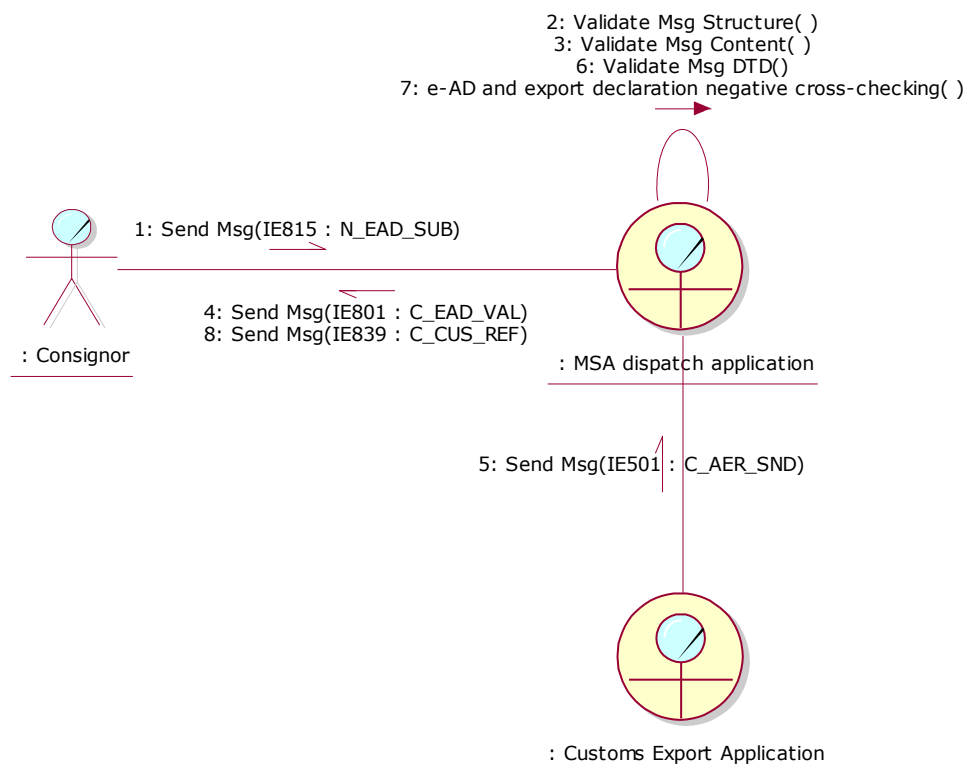 2: Validate Msg Structure( )
3: Validate Msg Content( )
6: Validate Msg DTD()
7: e-AD and export declaration negative cross-checking( )
1: Send Msg(IE815 : N_EAD_SUB)
4: Send Msg(IE801 : C_EAD_VAL)
8: Send Msg(IE839 : C_CUS_REF)
: Consignor
: MSA dispatch application
5: Send Msg(IE501 : C_AER_SND)
: Customs Export Application